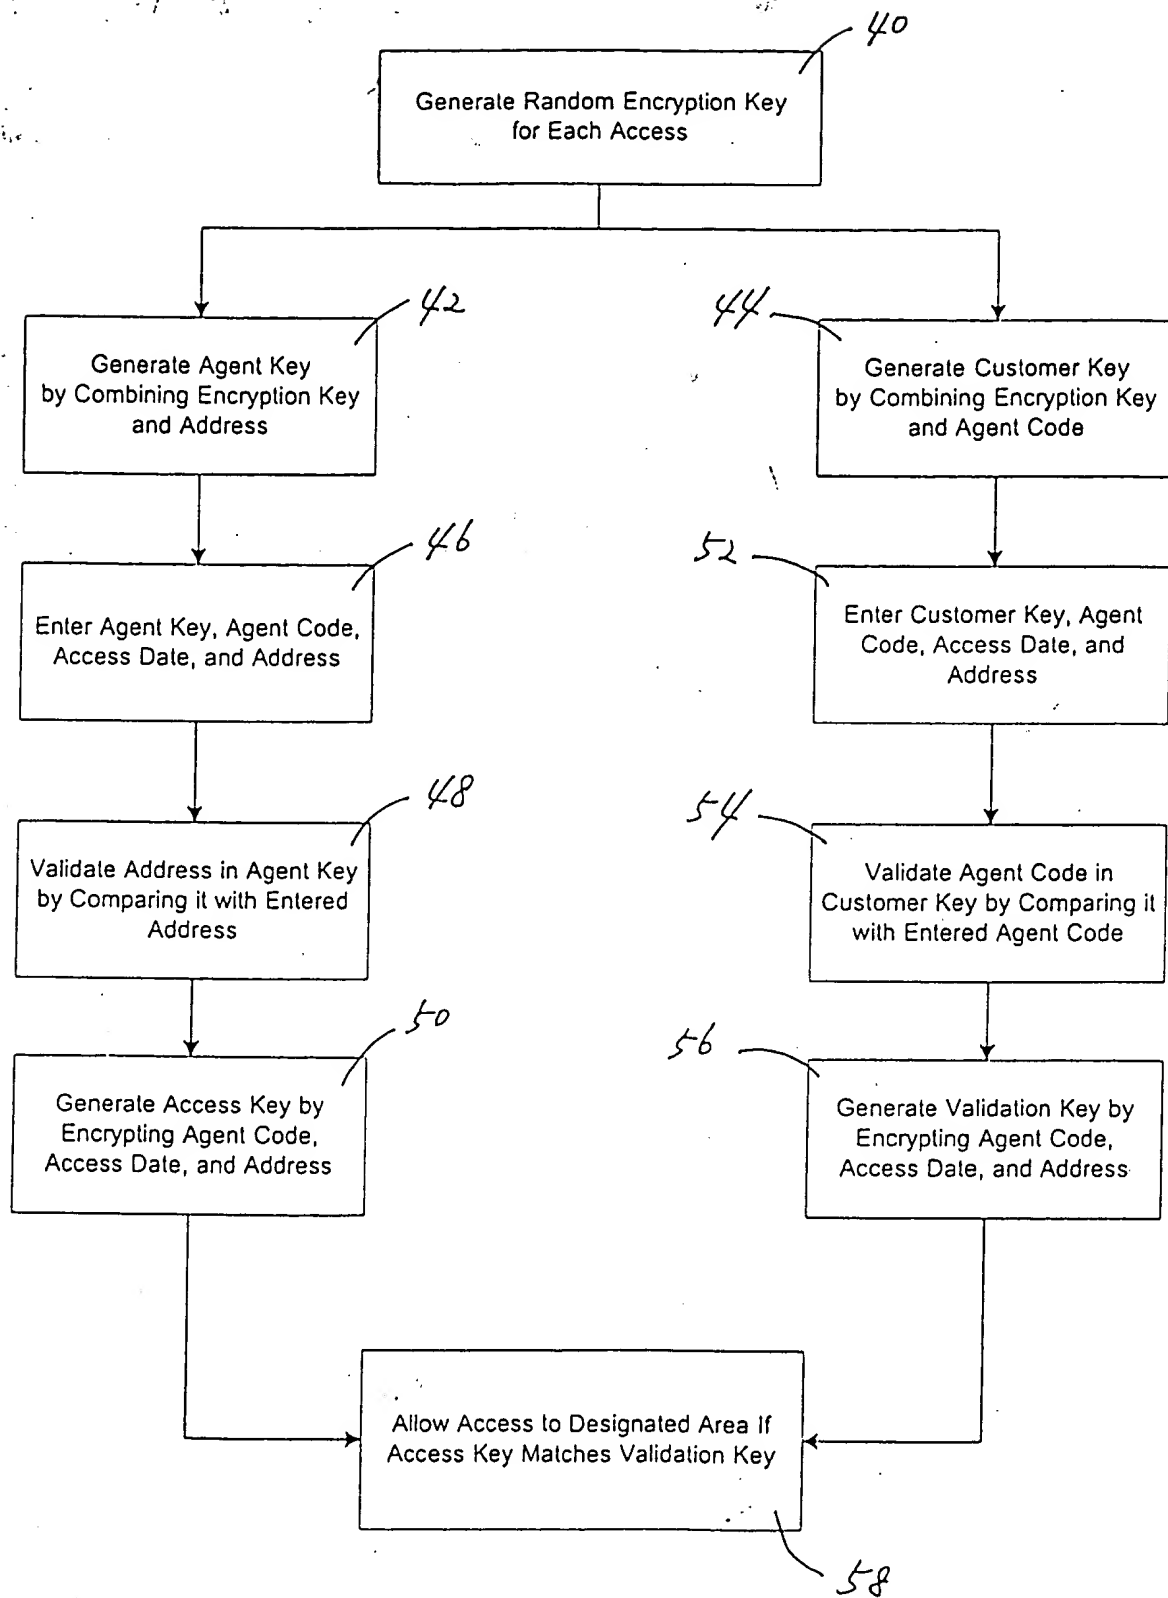 40
Generate Random Encryption Key
for Each Access
42
Generate Agent Key
by Combining Encryption Key
and Address
44
Generate Customer Key
by Combining Encryption Key
and Agent Code
46
Enter Agent Key, Agent Code,
Access Date, and Address
52
Enter Customer Key, Agent
Code, Access Date, and
Address
48
Validate Address in Agent Key
by Comparing it with Entered
Address
54
Validate Agent Code in
Customer Key by Comparing it
with Entered Agent Code
50
Generate Access Key by
Encrypting Agent Code,
Access Date, and Address
56
Generate Validation Key by
Encrypting Agent Code,
Access Date, and Address
Allow Access to Designated Area If
Access Key Matches Validation Key
58